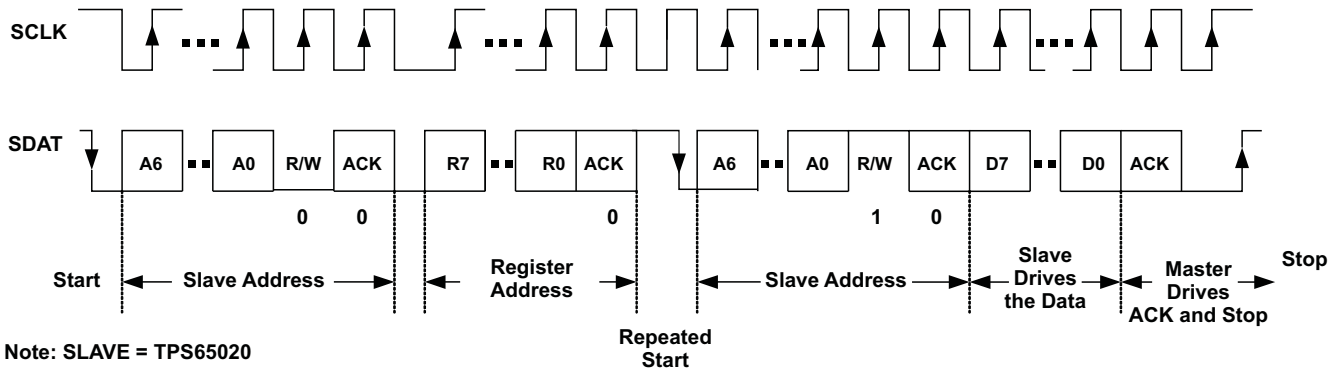 SCLK
SDAT
A6 A0 R/W ACK R7 R0 ACK A6 A0 R/W ACK D7 D0 ACK
0 0 0 1 0
Start
Slave Address
Register
Address
Repeated
Start
Slave Address
Slave
Drives
the Data
Master
Drives
ACK and Stop
Stop
Note: SLAVE = TPS65020